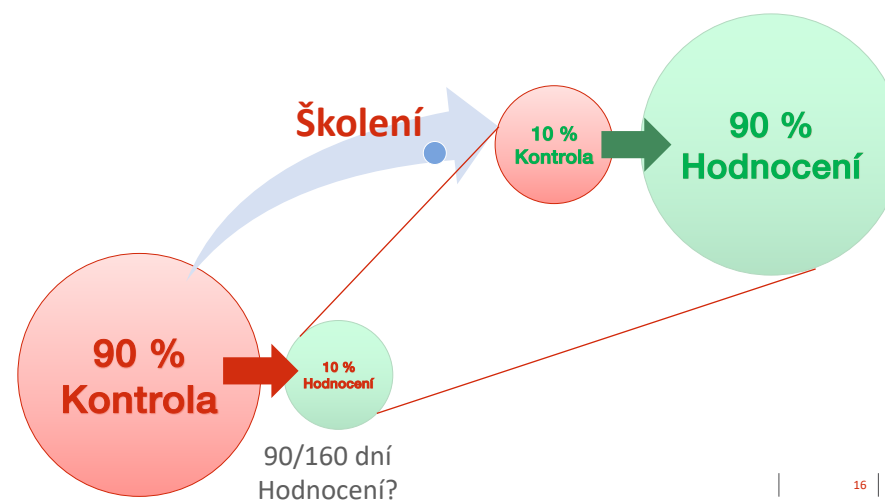 Školení
10 %
Kontrola
90 %
Hodnocení
90 %
Kontrola
10 %
Hodnocení
90/160 dní
Hodnocení?
16